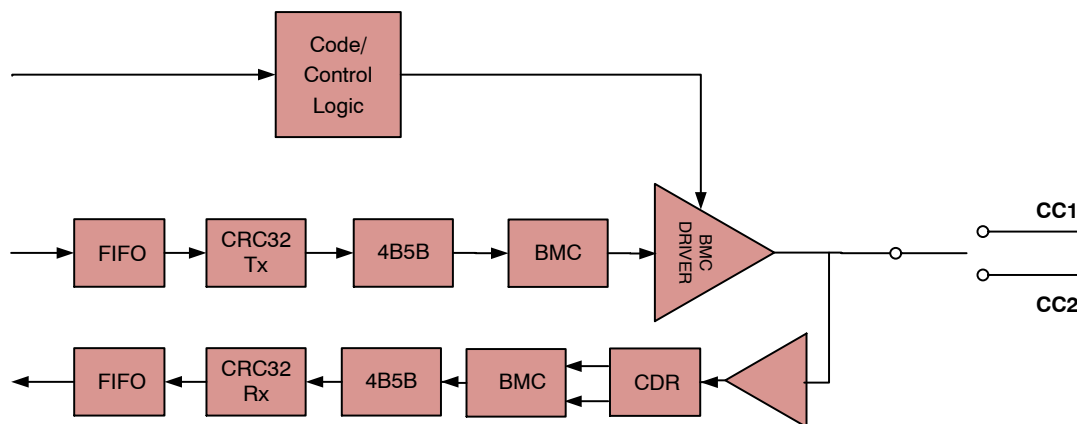 Code/
Control
Logic
CC1
FIFO
CRC32
Tx
4B5B
BMC
BMC
DRIVER
CC2
FIFO
CRC32
Rx
4B5B
BMC
CDR